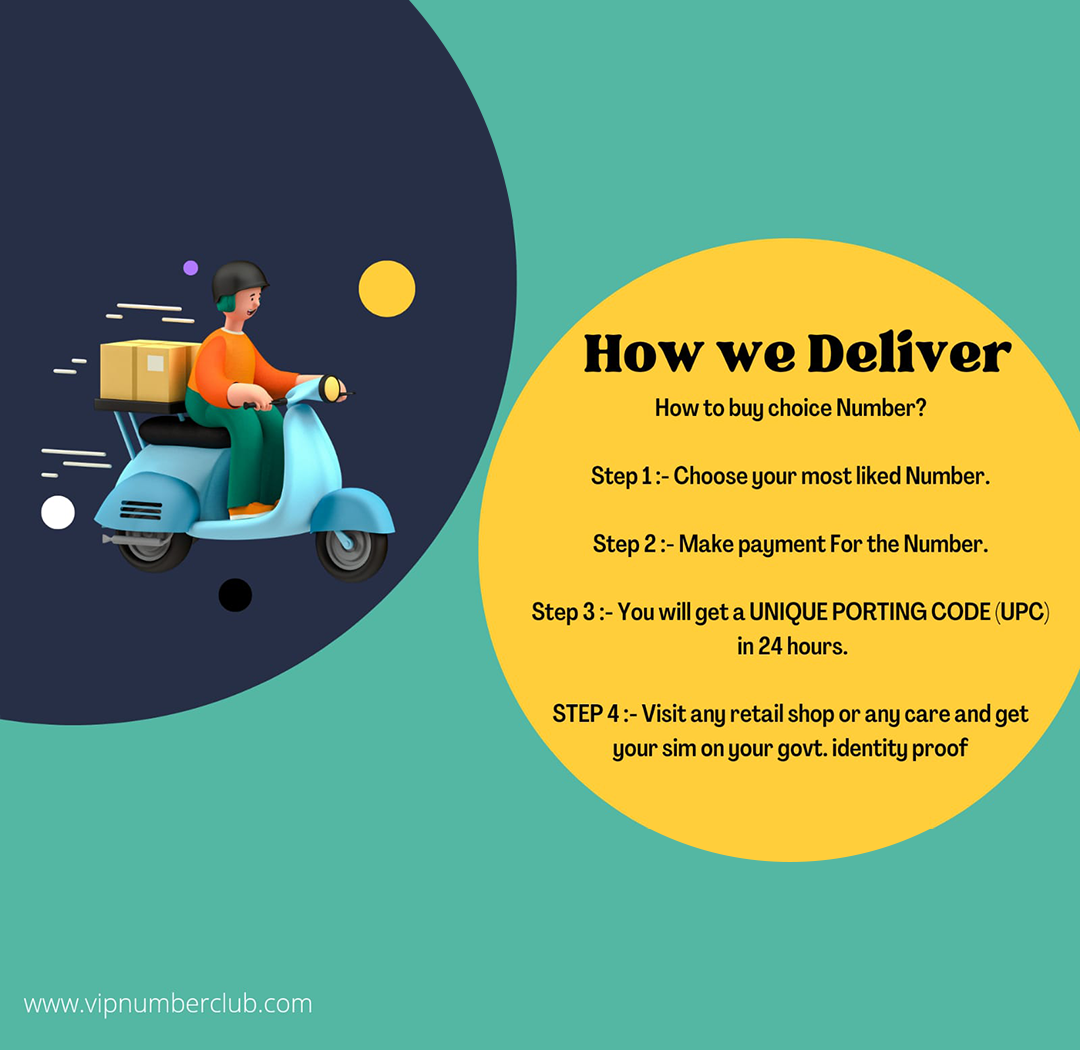 How we Deliver
How to buy choice Number?
Step 1 :- Choose your most liked Number.
Step 2 :- Make payment For the Number.
Step 3 :- You will get a UNIQUE PORTING CODE (UPC)
in 24 hours.
STEP 4 :- Visit any retail shop or any care and get
your sim on your govt. identity proof
www.vipnumberclub.com